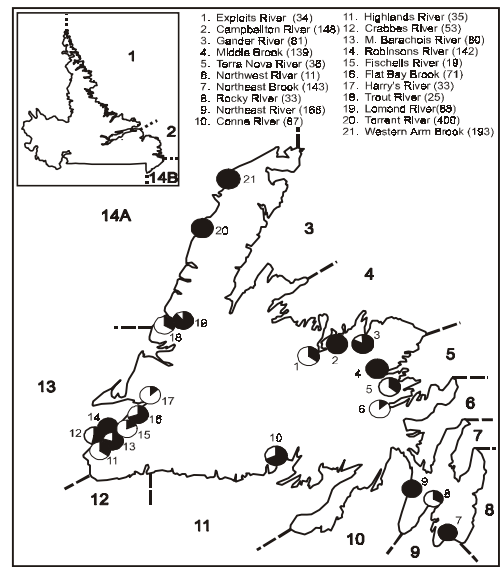 1. Exploits River (34)
2. Campbellton River (148)
3. Gander River (81)
4. Middle Brook (139)
5. Terra Nova River (36)
6. Northwest River (11)
7. Northeast Brook (143)
8. Rocky River (33)
9. Northeast River (166)
10. Conne River (67)
11. Highlands River (35)
12. Crabbes River (53)
13. M. Barachois River (80)
14. Robinsons River (142)
15. Fischells River (19)
16. Flat Bay Brook (71)
17. Harry's River (33)
18. Trout River (25)
19. Lomond River(88)
20. Torrent River (408)
21. Western Arm Brook (193)
1
2
14B
14A
21
3
20
4
19
18
3
2
1
5
4
5
13
17
6
6
16
14
15
12
13
11
10
7
9
8
8
12
7
11
10
9